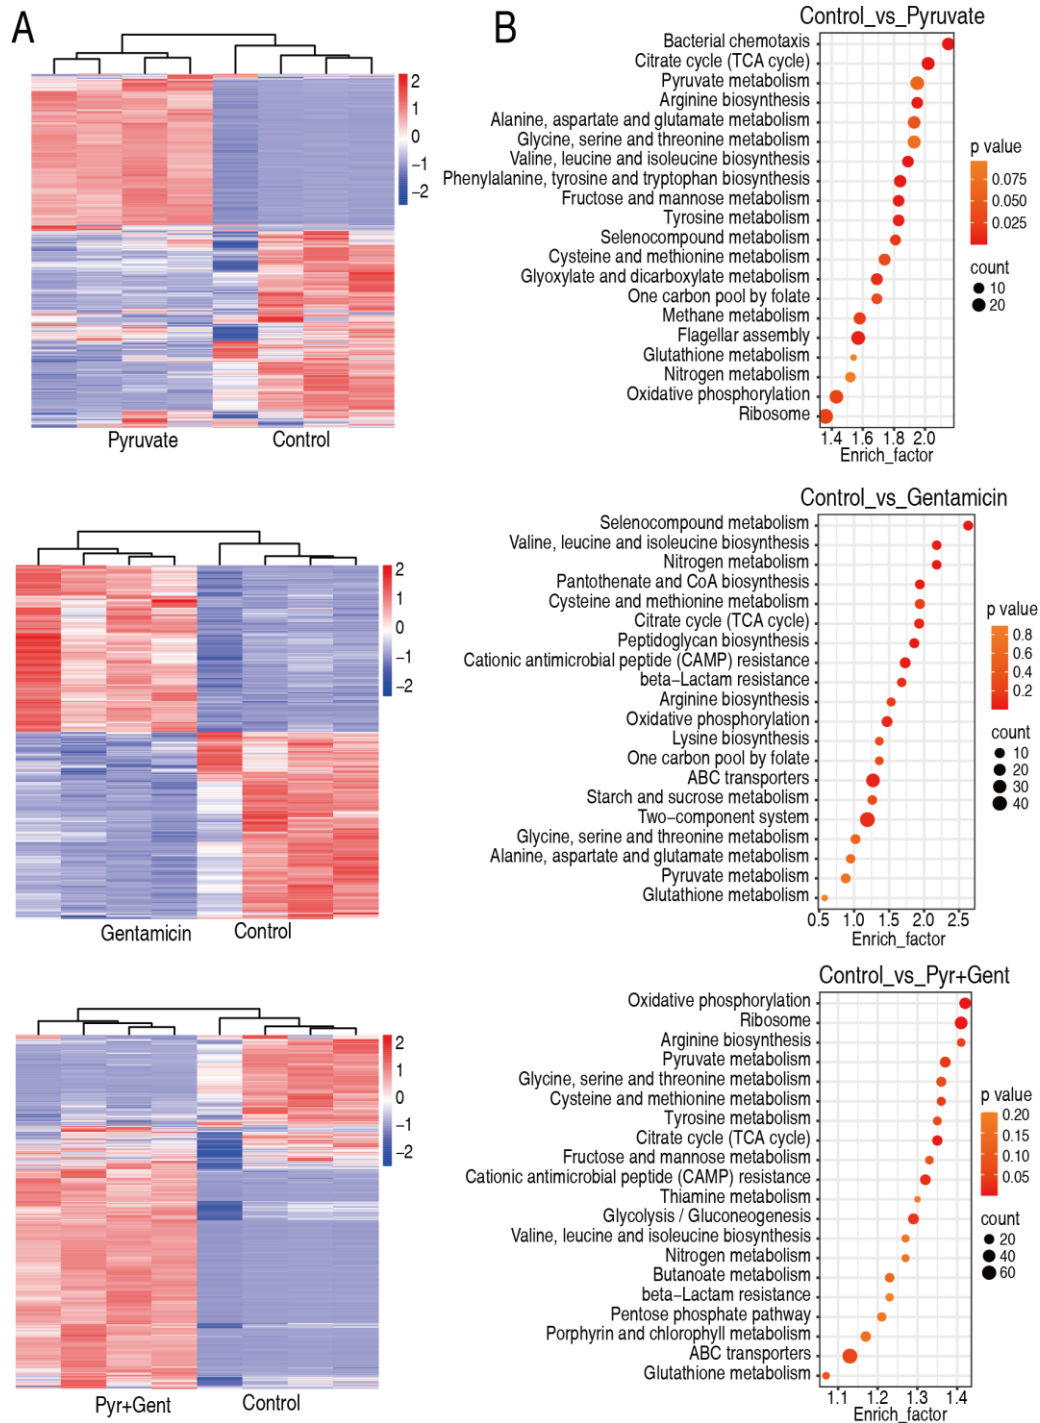 A
B
2
1
0
−1
−2
Pyruvate
Control
Control_vs_Pyruvate
Bacterial chemotaxis
Citrate cycle (TCA cycle)
Pyruvate metabolism
Arginine biosynthesis
Alanine, aspartate and glutamate metabolism
Glycine, serine and threonine metabolism
Valine, leucine and isoleucine biosynthesis
Phenylalanine, tyrosine and tryptophan biosynthesis
Fructose and mannose metabolism
Tyrosine metabolism
Selenocompound metabolism
Cysteine and methionine metabolism
Glyoxylate and dicarboxylate metabolism
One carbon pool by folate
Methane metabolism
Flagellar assembly
Glutathione metabolism
Nitrogen metabolism
Oxidative phosphorylation
Ribosome
1.4 1.6 1.8 2.0
Enrich_factor
p value
0.075
0.050
0.025
count
10
20
2
1
0
−1
−2
Gentamicin
Control
Control_vs_Gentamicin
Selenocompound metabolism
Valine, leucine and isoleucine biosynthesis
Nitrogen metabolism
Pantothenate and CoA biosynthesis
Cysteine and methionine metabolism
Citrate cycle (TCA cycle)
Peptidoglycan biosynthesis
Cationic antimicrobial peptide (CAMP) resistance
beta−Lactam resistance
Arginine biosynthesis
Oxidative phosphorylation
Lysine biosynthesis
One carbon pool by folate
ABC transporters
Starch and sucrose metabolism
Two−component system
Glycine, serine and threonine metabolism
Alanine, aspartate and glutamate metabolism
Pyruvate metabolism
Glutathione metabolism
0.5 1.0 1.5 2.0 2.5
Enrich_factor
p value
0.8
0.6
0.4
0.2
count
10
20
30
40
2
1
0
−1
−2
Pyr+Gent
Control
Control_vs_Pyr+Gent
Oxidative phosphorylation
Ribosome
Arginine biosynthesis
Pyruvate metabolism
Glycine, serine and threonine metabolism
Cysteine and methionine metabolism
Tyrosine metabolism
Citrate cycle (TCA cycle)
Fructose and mannose metabolism
Cationic antimicrobial peptide (CAMP) resistance
Thiamine metabolism
Glycolysis / Gluconeogenesis
Valine, leucine and isoleucine biosynthesis
Nitrogen metabolism
Butanoate metabolism
beta−Lactam resistance
Pentose phosphate pathway
Porphyrin and chlorophyll metabolism
ABC transporters
Glutathione metabolism
1.1 1.2 1.3 1.4
Enrich_factor
p value
0.20
0.15
0.10
0.05
count
20
40
60